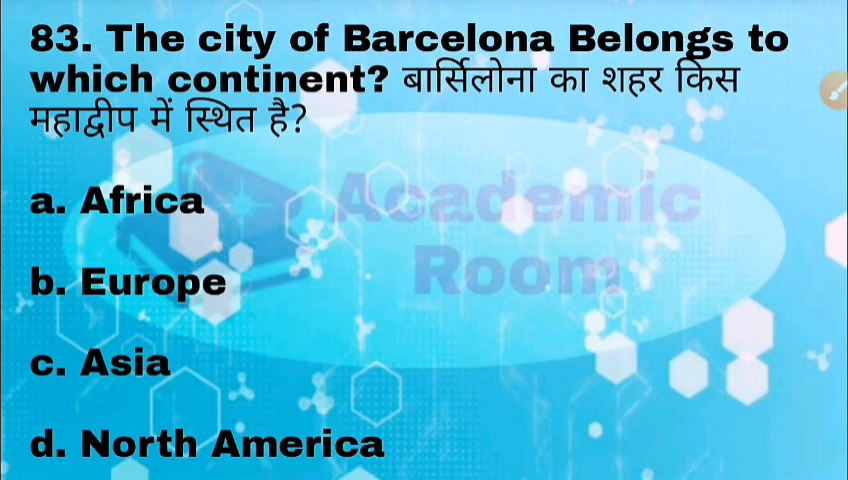 83. The city of Barcelona Belongs to
which continent? बार्सिलोना का शहर किस
महाद्वीप में स्थित है?
Academic
Room
a. Africa
b. Europe
c. Asia
d. North America